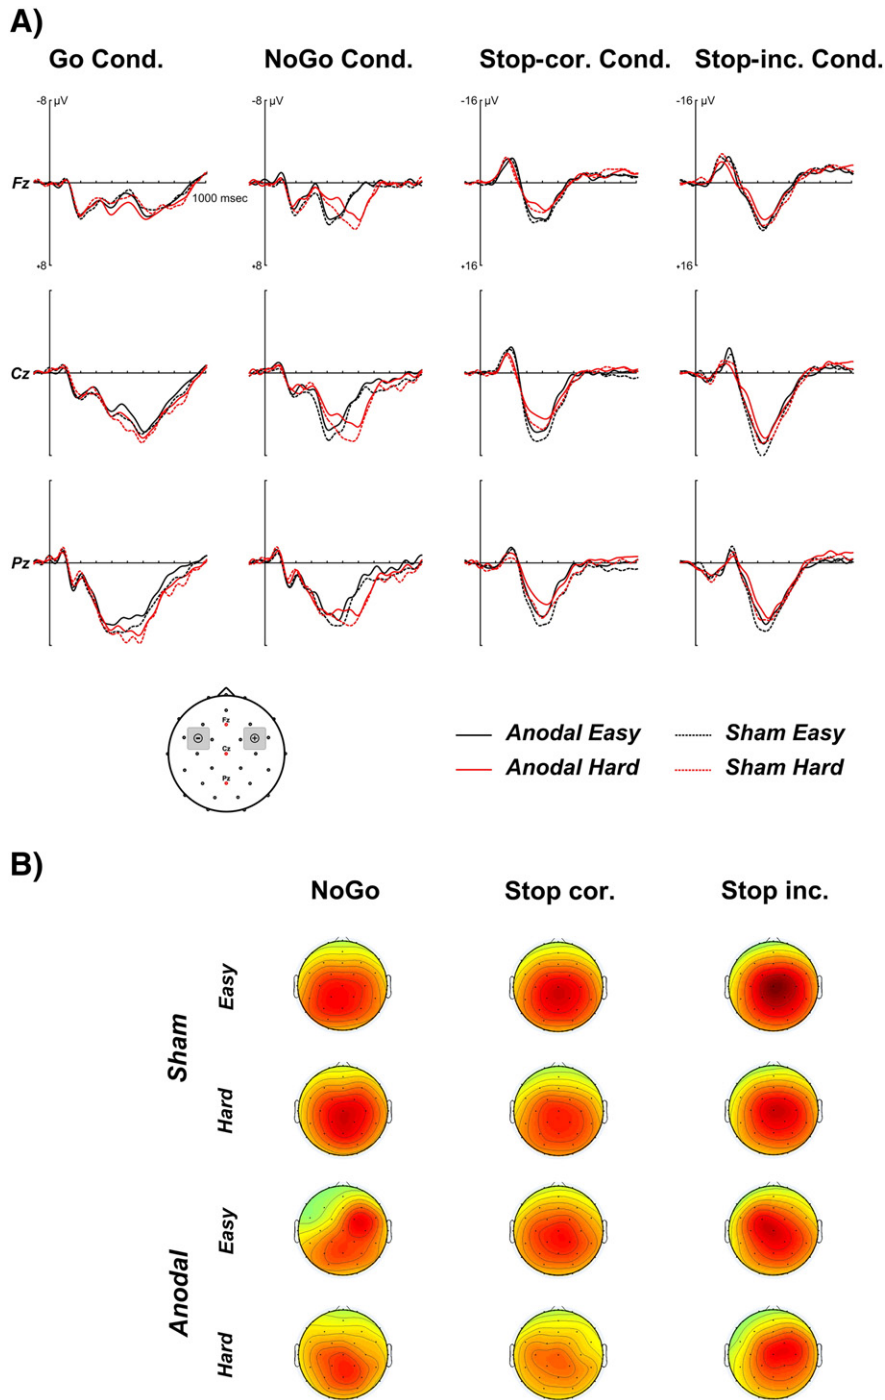 A)
Go Cond. NoGo Cond. Stop-cor. Cond. Stop-inc. Cond.
-8 µV -8 µV -16 µV -16 µV
Fz
1000 msec
+8 +8 +16 +16
Cz
Pz
Fz
Cz
Pz
Anodal Easy Sham Easy
Anodal Hard Sham Hard
B)
NoGo Stop cor. Stop inc.
Sham
Easy
Hard
Anodal
Easy
Hard